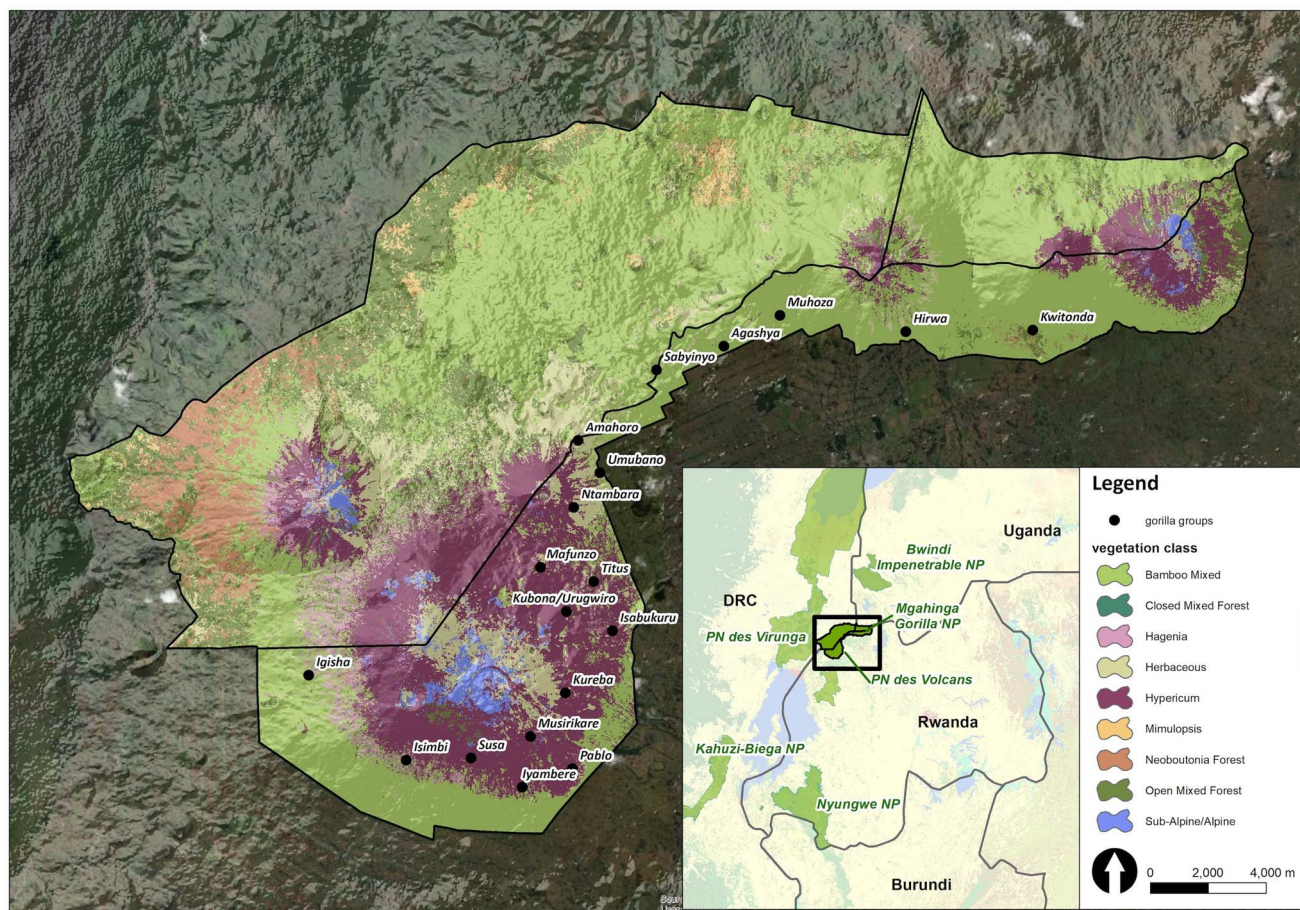 Muhoza
Agashya
Hirwa
Kwitonda
Sabyinyo
Amahoro
Umubano
Ntambara
Mafunzo
Titus
Kubona/Urugwiro
Isabukuru
Igisha
Kureba
Musirikare
Isimbi
Susa
Pablo
Iyambere
Uganda
Bwindi
Impenetrable NP
DRC
Mgahinga
Gorilla NP
PN des Virunga
PN des Volcans
Rwanda
Kahuzi-Biega NP
Nyungwe NP
Burundi
Legend
gorilla groups
vegetation class
Bamboo Mixed
Closed Mixed Forest
Hagenia
Herbaceous
Hypericum
Mimulopsis
Neoboutonia Forest
Open Mixed Forest
Sub-Alpine/Alpine
0 2,000 4,000 m